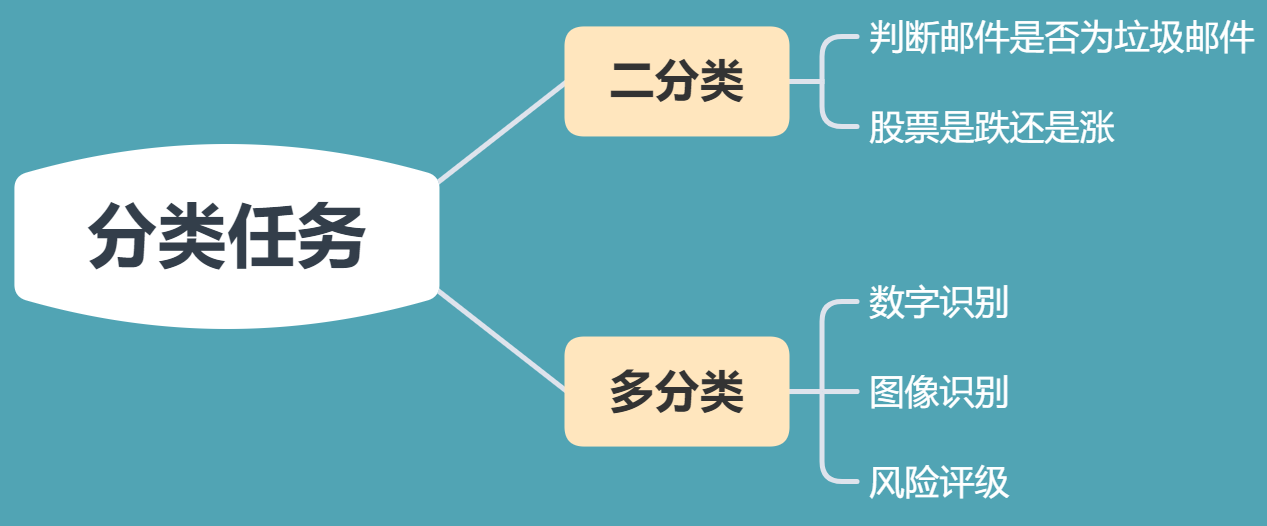 分类任务
二分类
判断邮件是否为垃圾邮件
股票是跌还是涨
多分类
数字识别
图像识别
风险评级